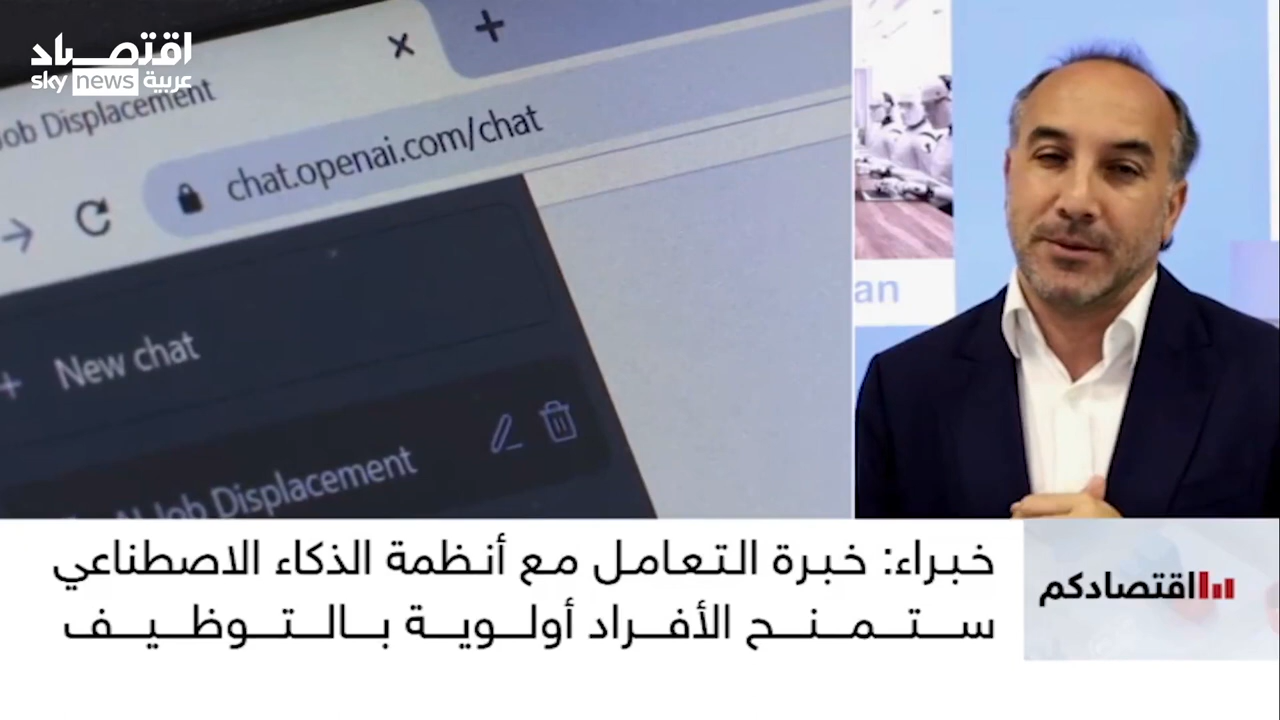 اقتصاد
sky news عربية
Job Displacement
chat.openai.com/chat
New chat
AI Job Displacement
an
خبراء: خبرة التعامل مع أنظمة الذكاء الاصطناعي
ستمنح الأفراد أولوية بالتوظيف
اقتصادكم